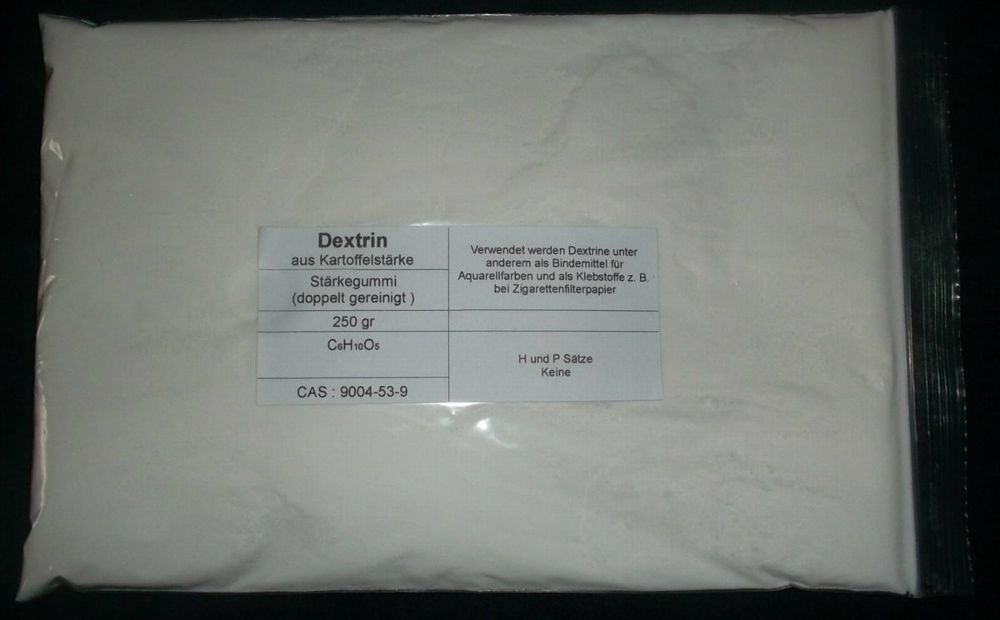 Dextrin
aus Kartoffelstärke
Stärkegummi
(doppelt gereinigt )
250 gr
C₆H₁₀O₅
CAS : 9004-53-9
Verwendet werden Dextrine unter
anderem als Bindemittel für
Aquarellfarben und als Klebstoffe z. B.
bei Zigarettenfilterpapier
H und P Sätze
Keine